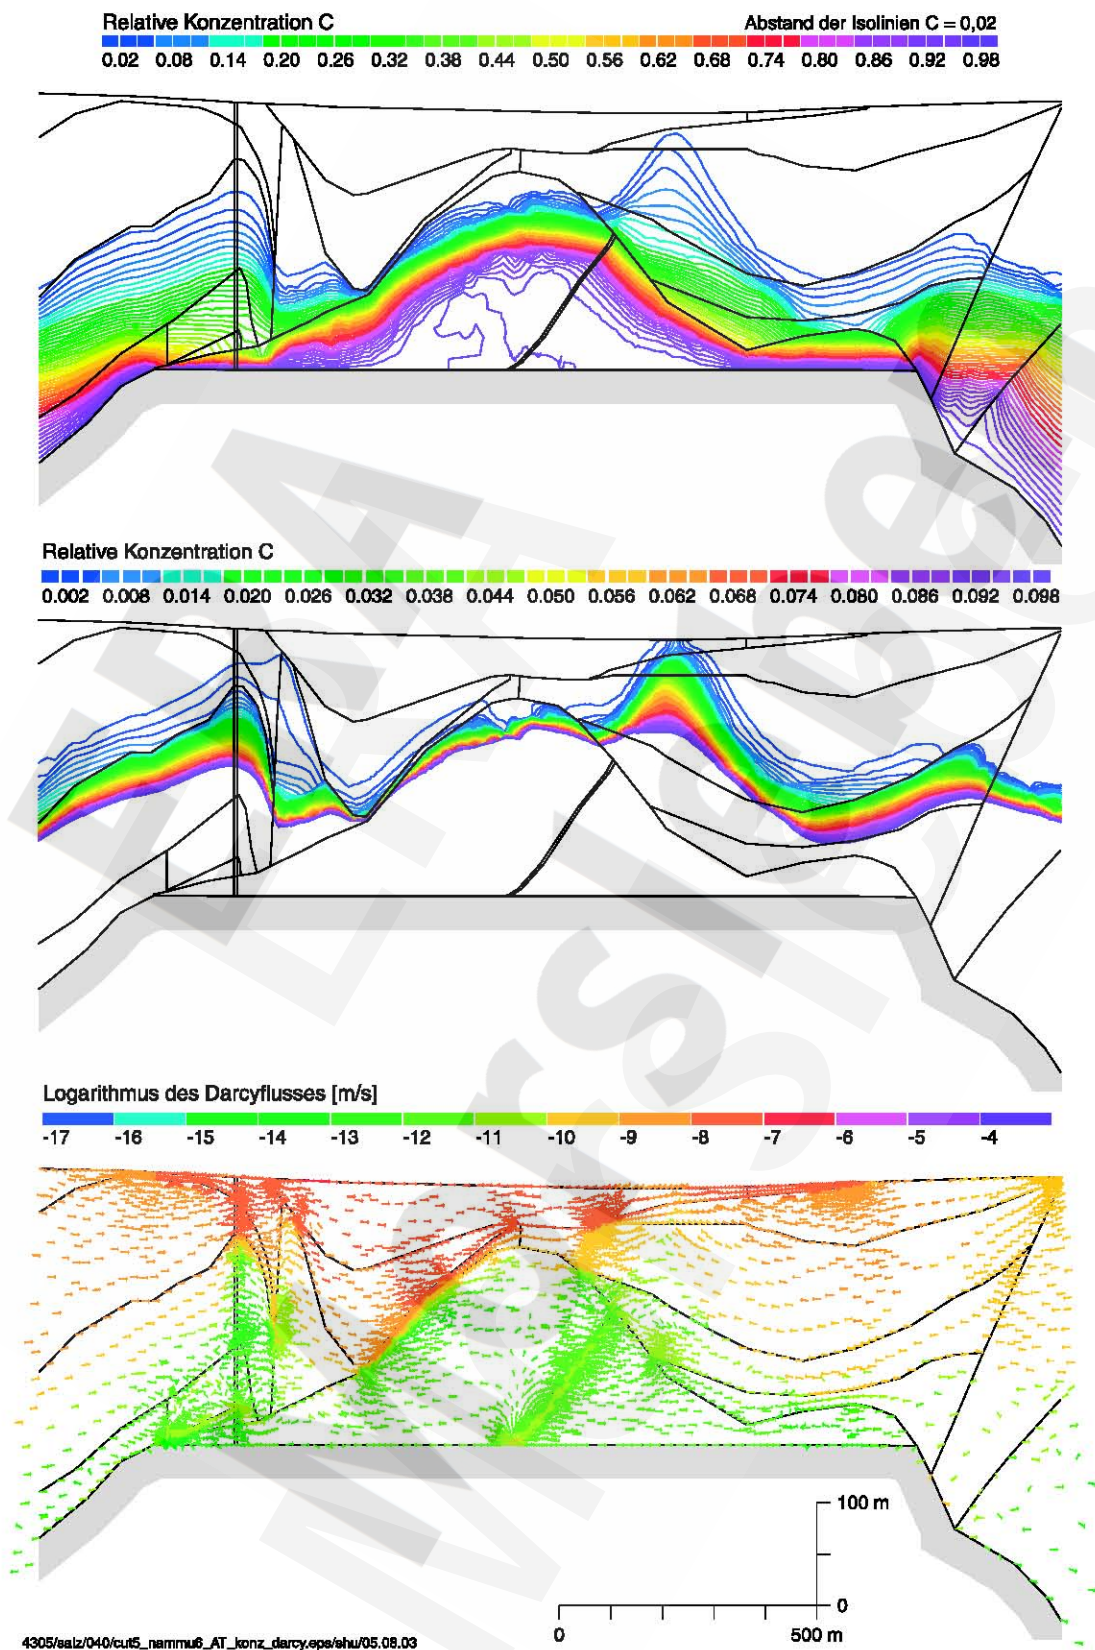 Relative Konzentration C
Abstand der Isolinien C = 0,02
0.02 0.08 0.14 0.20 0.26 0.32 0.38 0.44 0.50 0.56 0.62 0.68 0.74 0.80 0.86 0.92 0.98
Relative Konzentration C
0.002 0.008 0.014 0.020 0.026 0.032 0.038 0.044 0.050 0.056 0.062 0.068 0.074 0.080 0.086 0.092 0.098
Logarithmus des Darcyflusses [m/s]
-17 -16 -15 -14 -13 -12 -11 -10 -9 -8 -7 -6 -5 -4
100 m
0
0 500 m
4305/salz/040/cut5_nammu6_AT_konz_darcy.eps/shu/05.08.03
ERA Morsleben